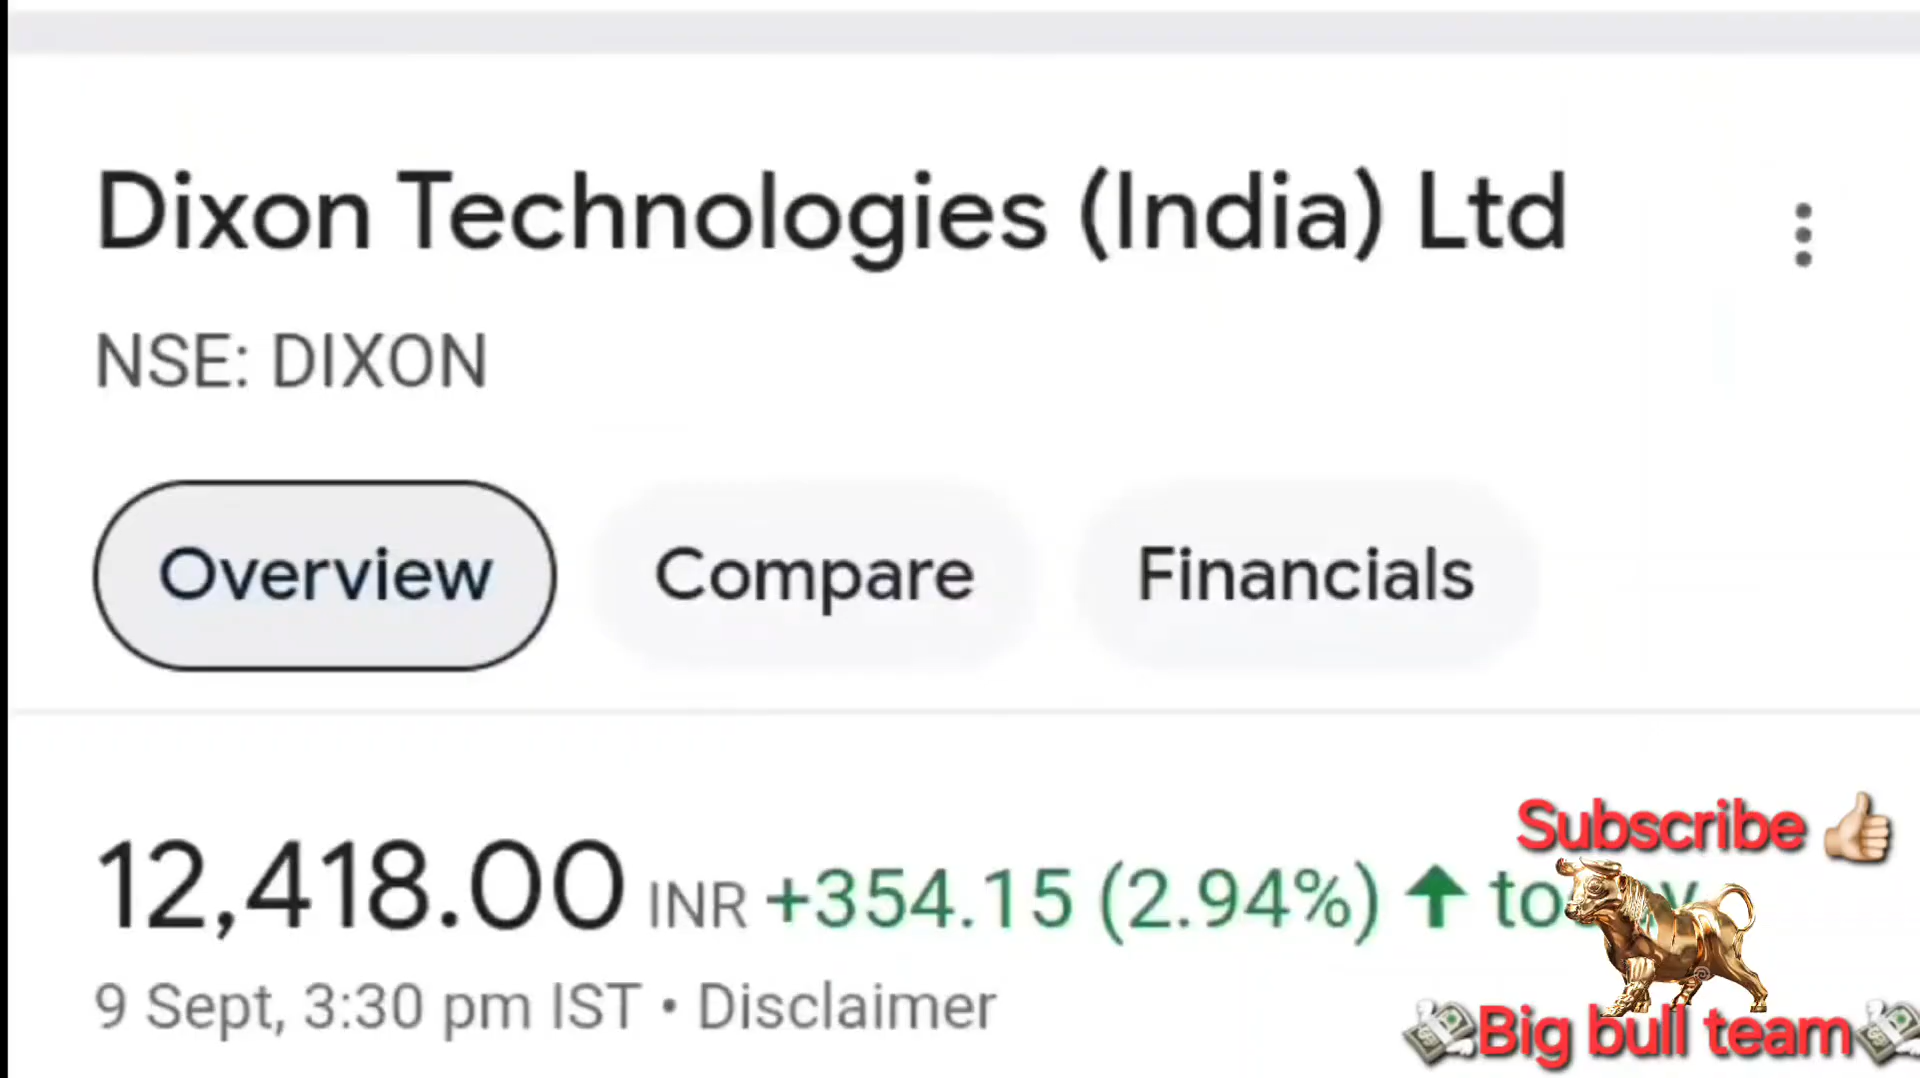 Dixon Technologies (India) Ltd
NSE: DIXON
Overview
Compare
Financials
12,418.00 INR +354.15 (2.94%) ↑
9 Sept, 3:30 pm IST • Disclaimer
Subscribe 👍
💸Big bull team💸